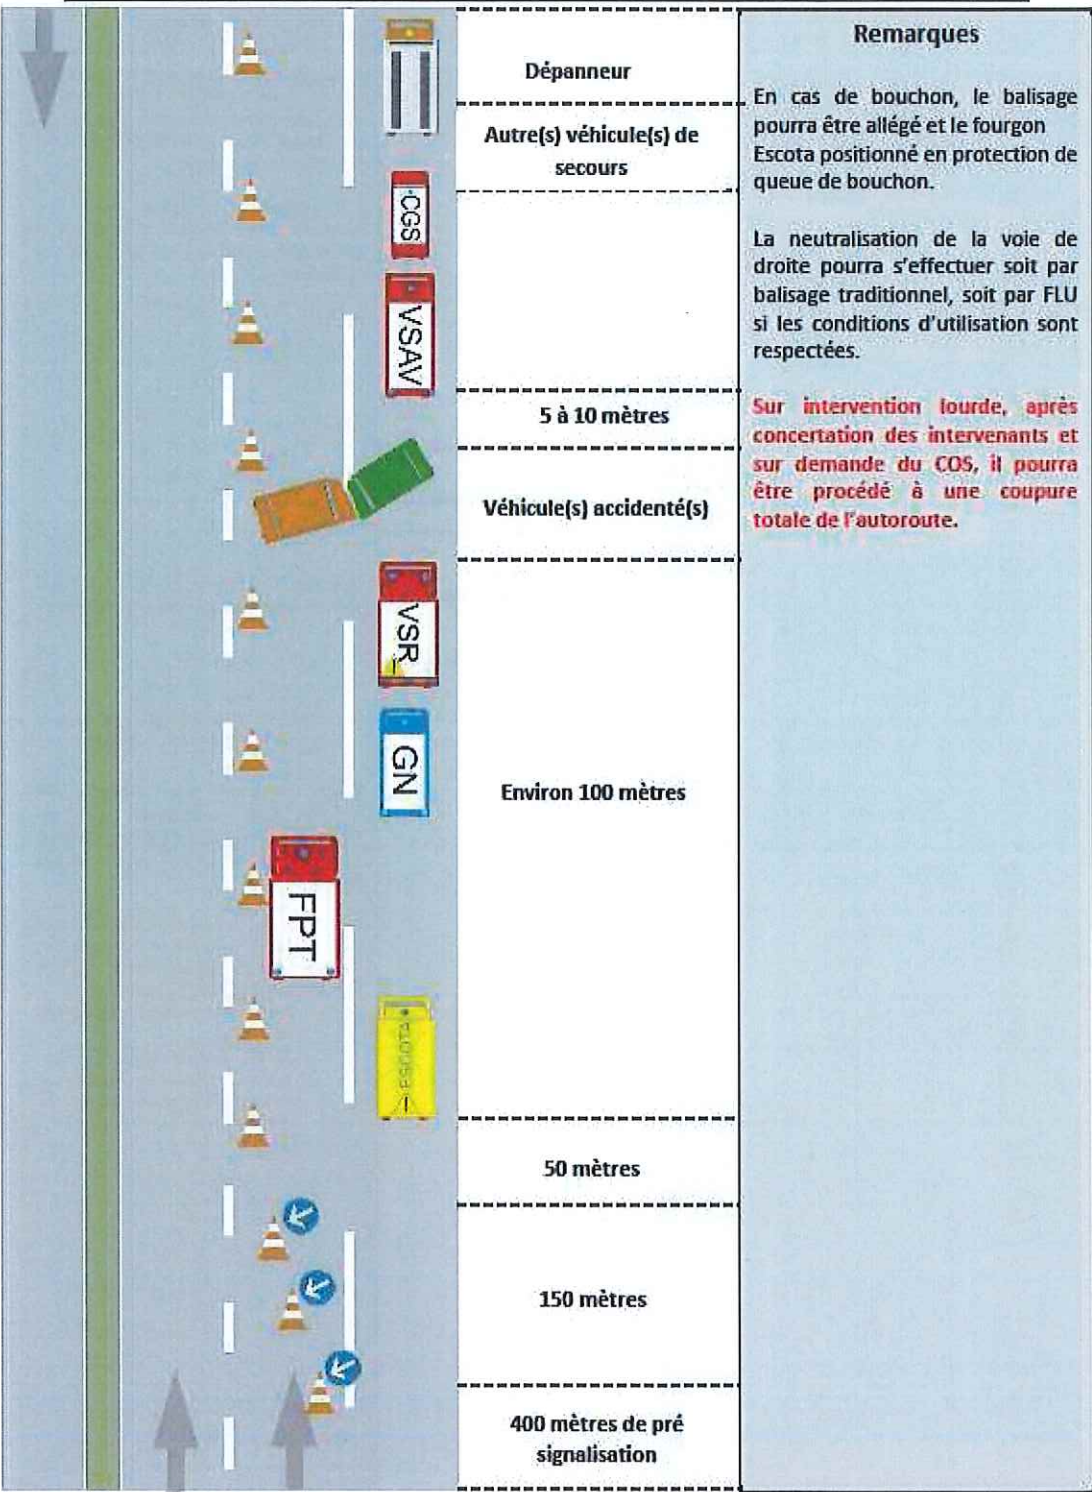 Dépanneur
Autre(s) véhicule(s) de
secours
5 à 10 mètres
Véhicule(s) accidenté(s)
Environ 100 mètres
50 mètres
150 mètres
400 mètres de pré
signalisation
CGS
VSAV
VSR
GN
FPT
ESCOTA
Remarques
En cas de bouchon, le balisage
pourra être allégé et le fourgon
Escota positionné en protection de
queue de bouchon.
La neutralisation de la voie de
droite pourra s'effectuer soit par
balisage traditionnel, soit par FLU
si les conditions d'utilisation sont
respectées.
Sur intervention lourde, après
concertation des intervenants et
sur demande du COS, il pourra
être procédé à une coupure
totale de l'autoroute.